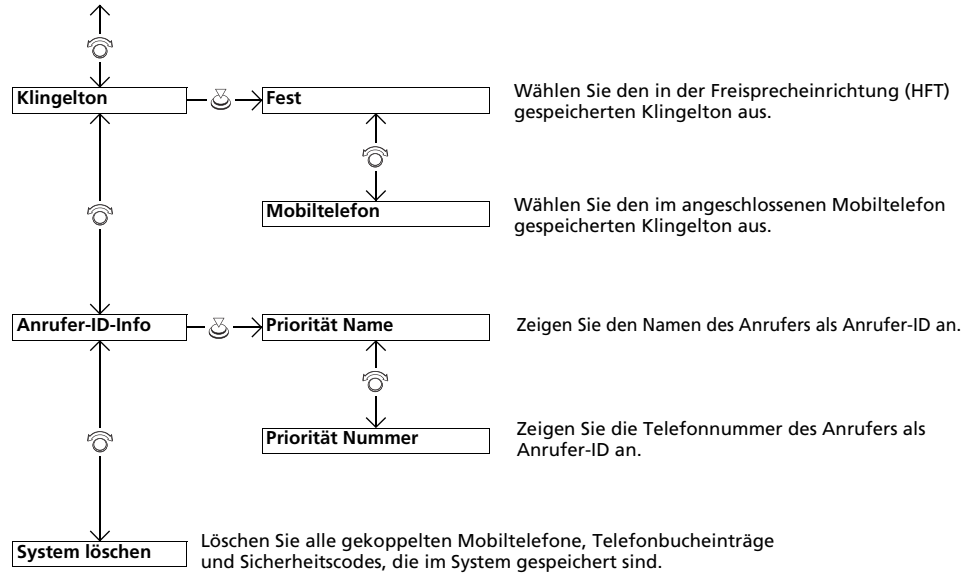 Klingelton
Fest
Wählen Sie den in der Freisprecheinrichtung (HFT)
gespeicherten Klingelton aus.
Mobiltelefon
Wählen Sie den im angeschlossenen Mobiltelefon
gespeicherten Klingelton aus.
Anrufer-ID-Info
Priorität Name
Zeigen Sie den Namen des Anrufers als Anrufer-ID an.
Priorität Nummer
Zeigen Sie die Telefonnummer des Anrufers als
Anrufer-ID an.
System löschen
Löschen Sie alle gekoppelten Mobiltelefone, Telefonbucheinträge
und Sicherheitscodes, die im System gespeichert sind.